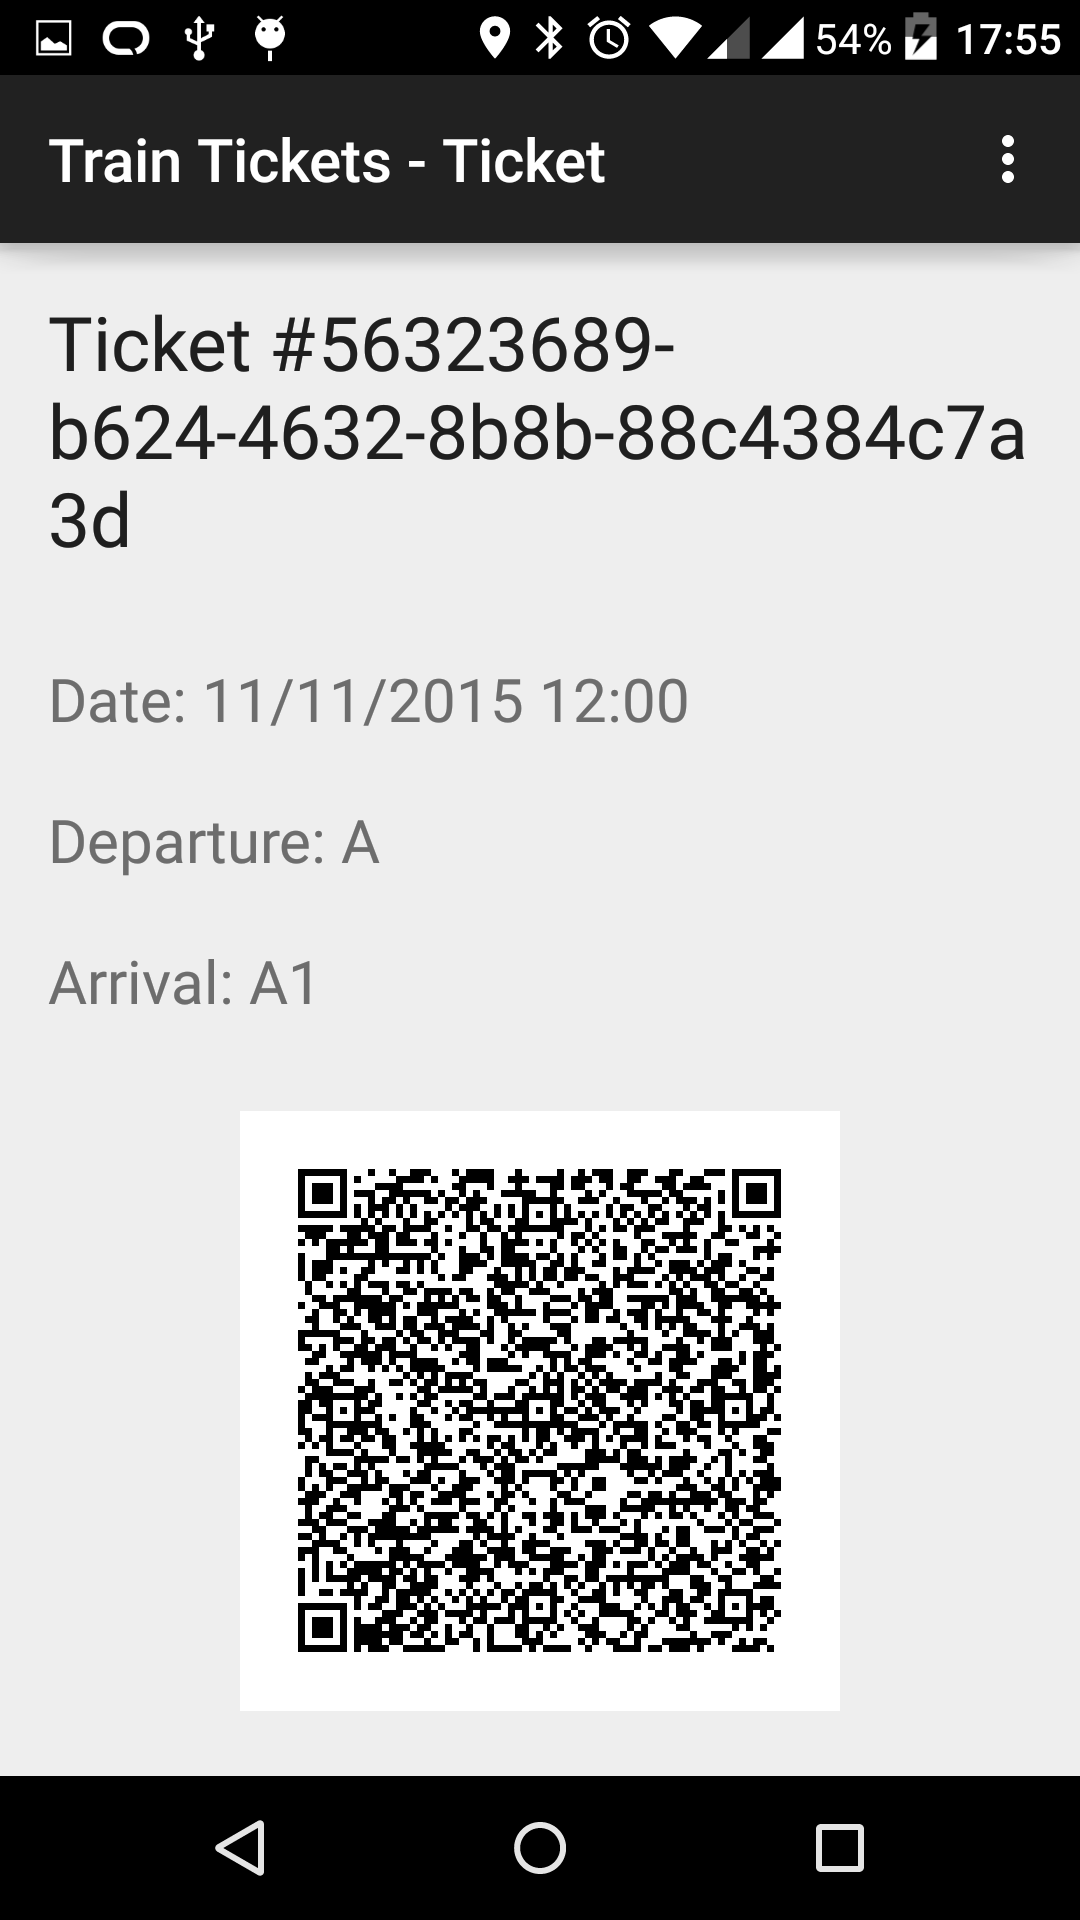 54% 17:55
Train Tickets - Ticket
Ticket #56323689-
b624-4632-8b8b-88c4384c7a
3d
Date: 11/11/2015 12:00
Departure: A
Arrival: A1